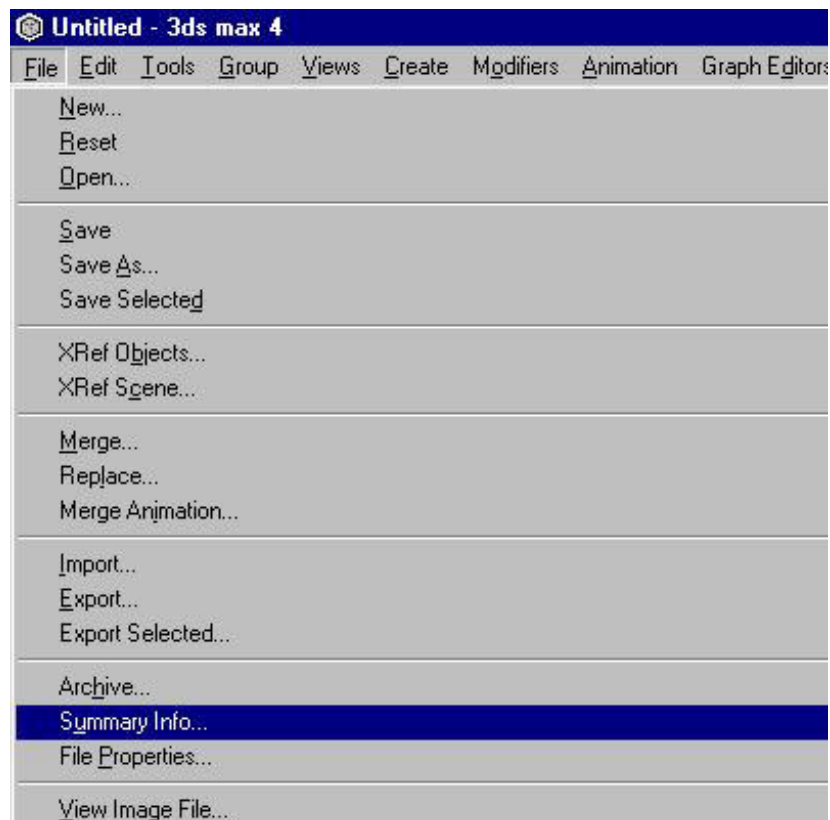 Untitled - 3ds max 4
File Edit Tools Group Views Create Modifiers Animation Graph Editors
New...
Reset
Open...
Save
Save As...
Save Selected
XRef Objects...
XRef Scene...
Merge...
Replace...
Merge Animation...
Import...
Export...
Export Selected...
Archive...
Summary Info...
File Properties...
View Image File...